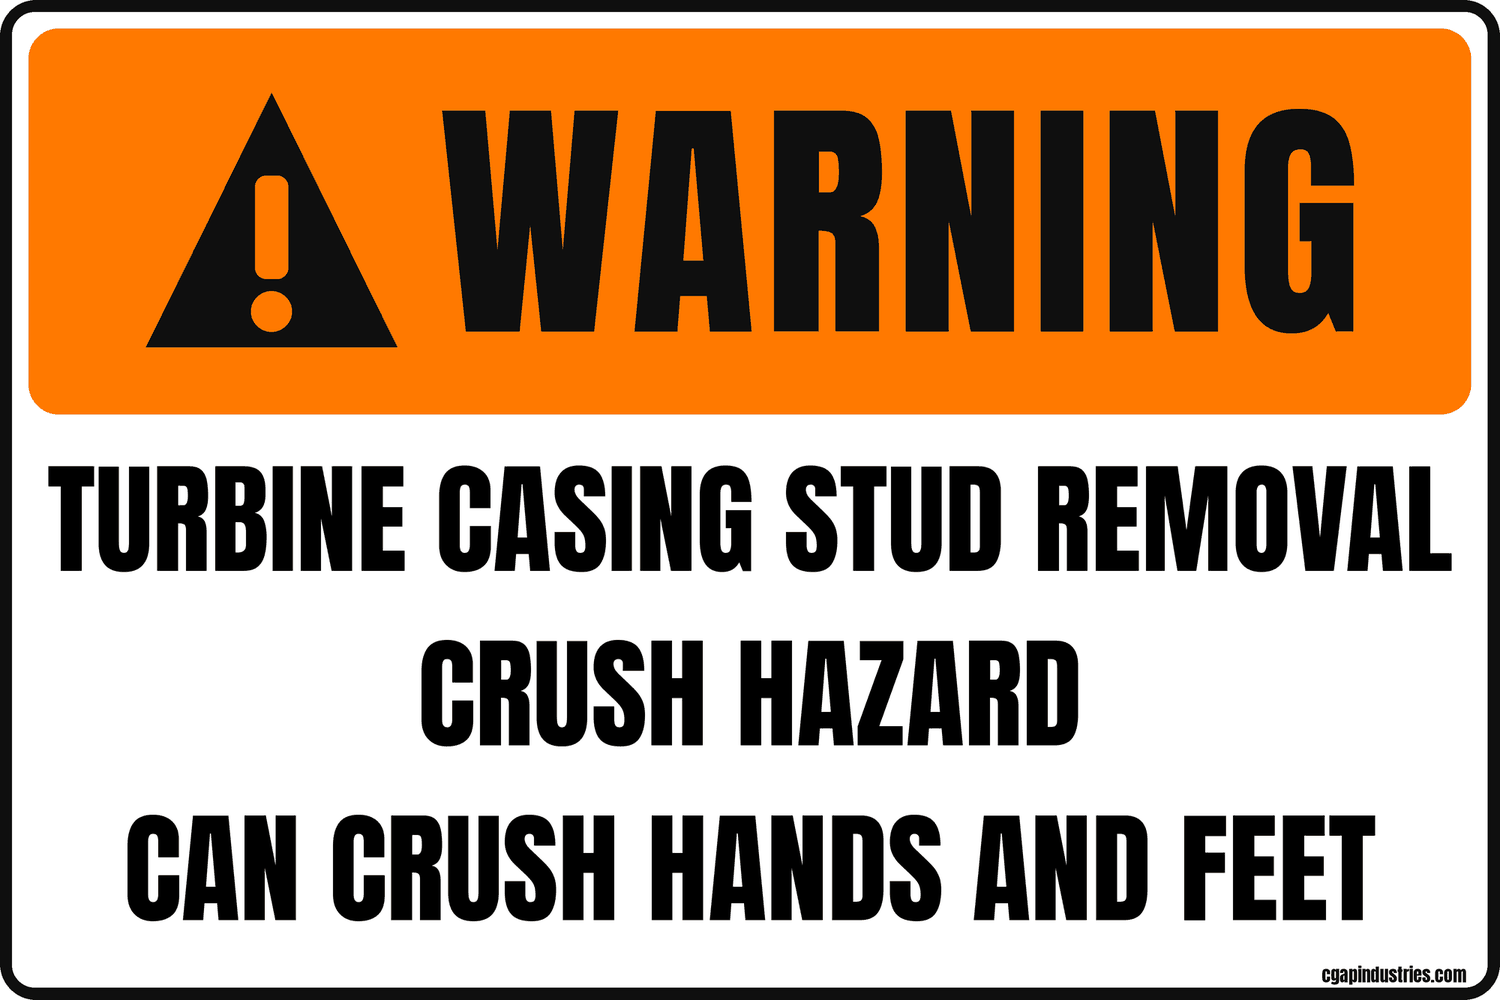 WARNING
TURBINE CASING STUD REMOVAL
CRUSH HAZARD
CAN CRUSH HANDS AND FEET
cgapindustries.com